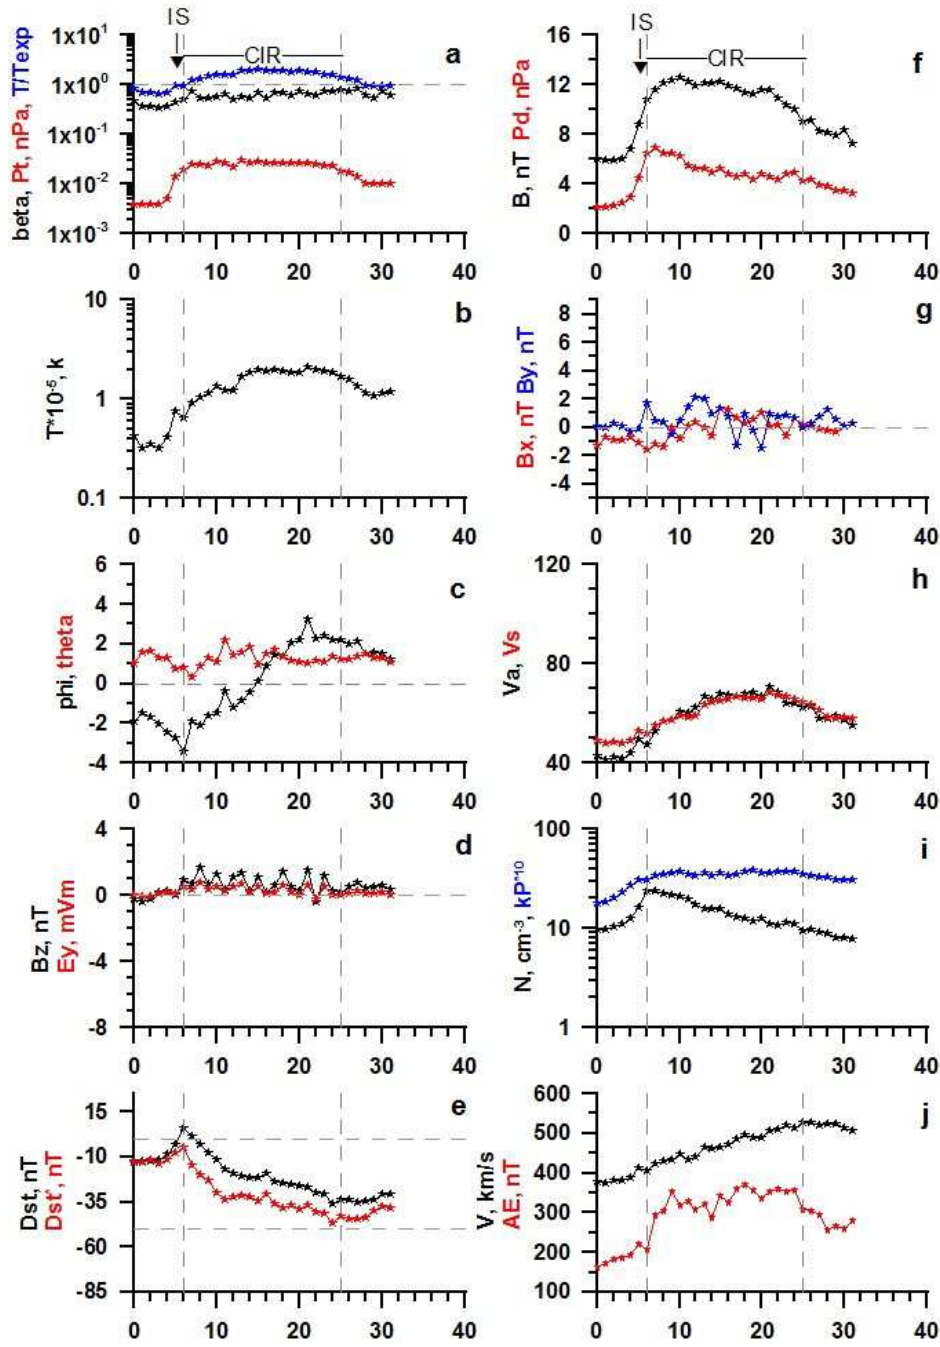 IS
CIR
a
beta, Pt, nPa, T/Texp
1x10¹
1x10⁰
1x10⁻¹
1x10⁻²
1x10⁻³
0 10 20 30 40
IS
CIR
f
B, nT Pd, nPa
16
12
8
4
0
0 10 20 30 40
b
T*10⁻⁵, k
10
1
0.1
0 10 20 30 40
g
Bx, nT By, nT
8
6
4
2
0
-2
-4
0 10 20 30 40
c
phi, theta
6
4
2
0
-2
-4
0 10 20 30 40
h
Va, Vs
120
80
40
0 10 20 30 40
d
Bz, nT
Ey, mVm
4
0
-4
-8
0 10 20 30 40
i
N, cm⁻³, kP*10
100
10
1
0 10 20 30 40
e
Dst, nT
Dst', nT
15
-10
-35
-60
-85
0 10 20 30 40
j
V, km/s
AE, nT
600
500
400
300
200
100
0 10 20 30 40